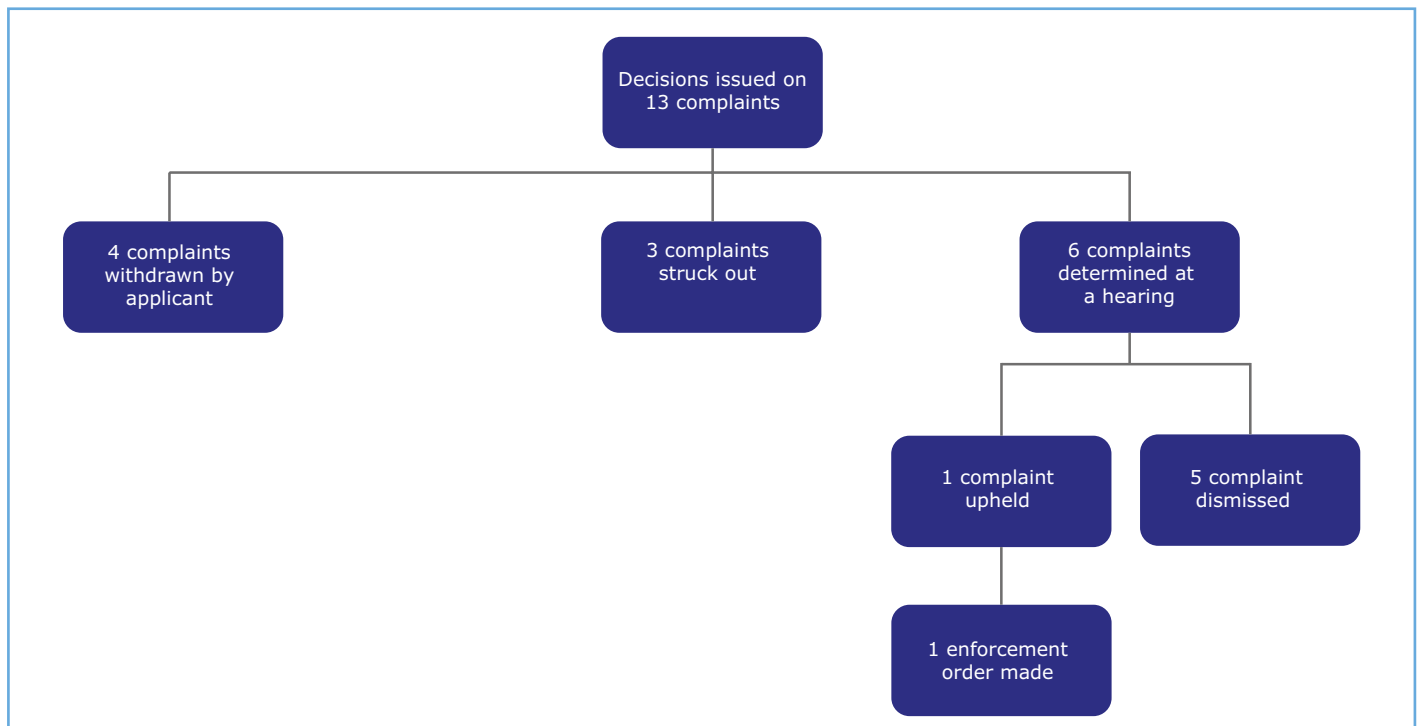 Decisions issued on
13 complaints
4 complaints
withdrawn by
applicant
3 complaints
struck out
6 complaints
determined at
a hearing
1 complaint
upheld
5 complaint
dismissed
1 enforcement
order made